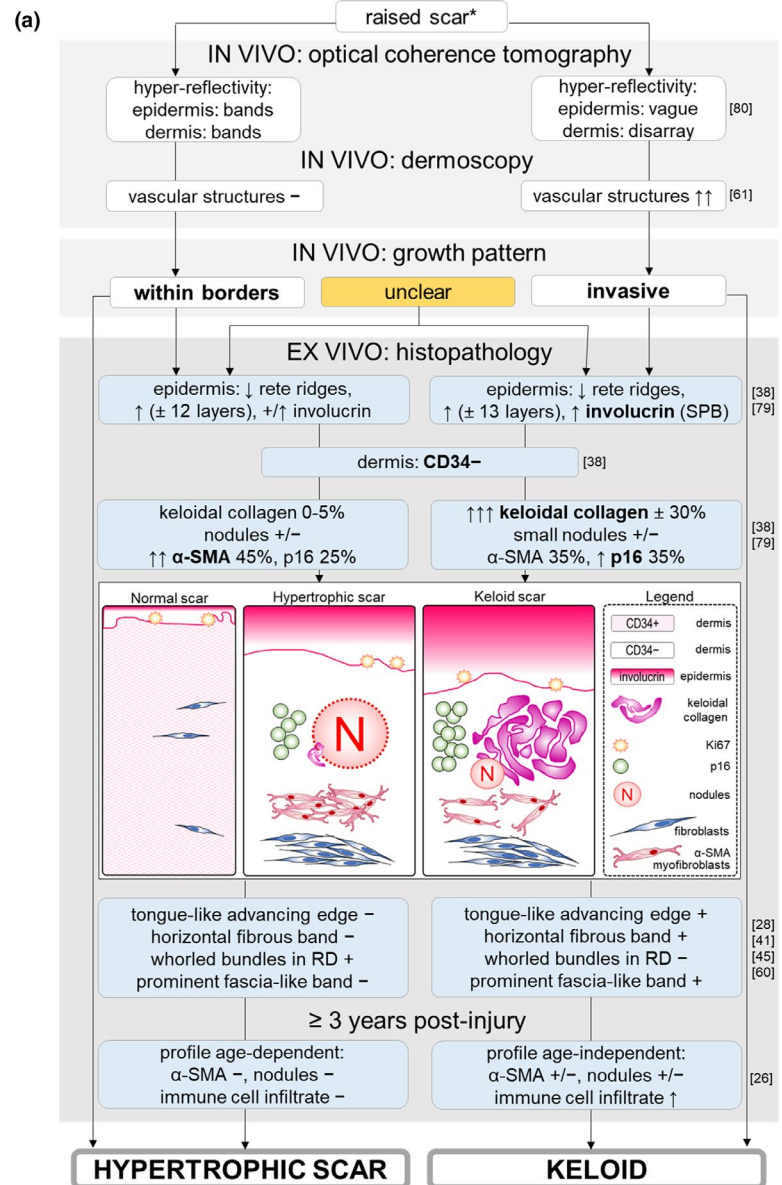 (a)
raised scar*
IN VIVO: optical coherence tomography
hyper-reflectivity:
epidermis: bands
dermis: bands
hyper-reflectivity:
epidermis: vague
dermis: disarray
[80]
IN VIVO: dermoscopy
vascular structures −
vascular structures ↑↑
[61]
IN VIVO: growth pattern
within borders
unclear
invasive
EX VIVO: histopathology
epidermis: ↓ rete ridges,
↑ (± 12 layers), +/↑ involucrin
epidermis: ↓ rete ridges,
↑ (± 13 layers), ↑ involucrin (SPB)
[38]
[79]
dermis: CD34−
[38]
keloidal collagen 0-5%
nodules +/−
↑↑ α-SMA 45%, p16 25%
↑↑↑ keloidal collagen ± 30%
small nodules +/−
α-SMA 35%, ↑ p16 35%
[38]
[79]
Normal scar
Hypertrophic scar
N
Keloid scar
N
Legend
CD34+ dermis
CD34− dermis
involucrin epidermis
keloidal
collagen
Ki67
p16
N nodules
fibroblasts
α-SMA
myofibroblasts
tongue-like advancing edge −
horizontal fibrous band −
whorled bundles in RD +
prominent fascia-like band −
tongue-like advancing edge +
horizontal fibrous band +
whorled bundles in RD −
prominent fascia-like band +
[28]
[41]
[45]
[60]
≥ 3 years post-injury
profile age-dependent:
α-SMA −, nodules −
immune cell infiltrate −
profile age-independent:
α-SMA +/−, nodules +/−
immune cell infiltrate ↑
[26]
HYPERTROPHIC SCAR
KELOID